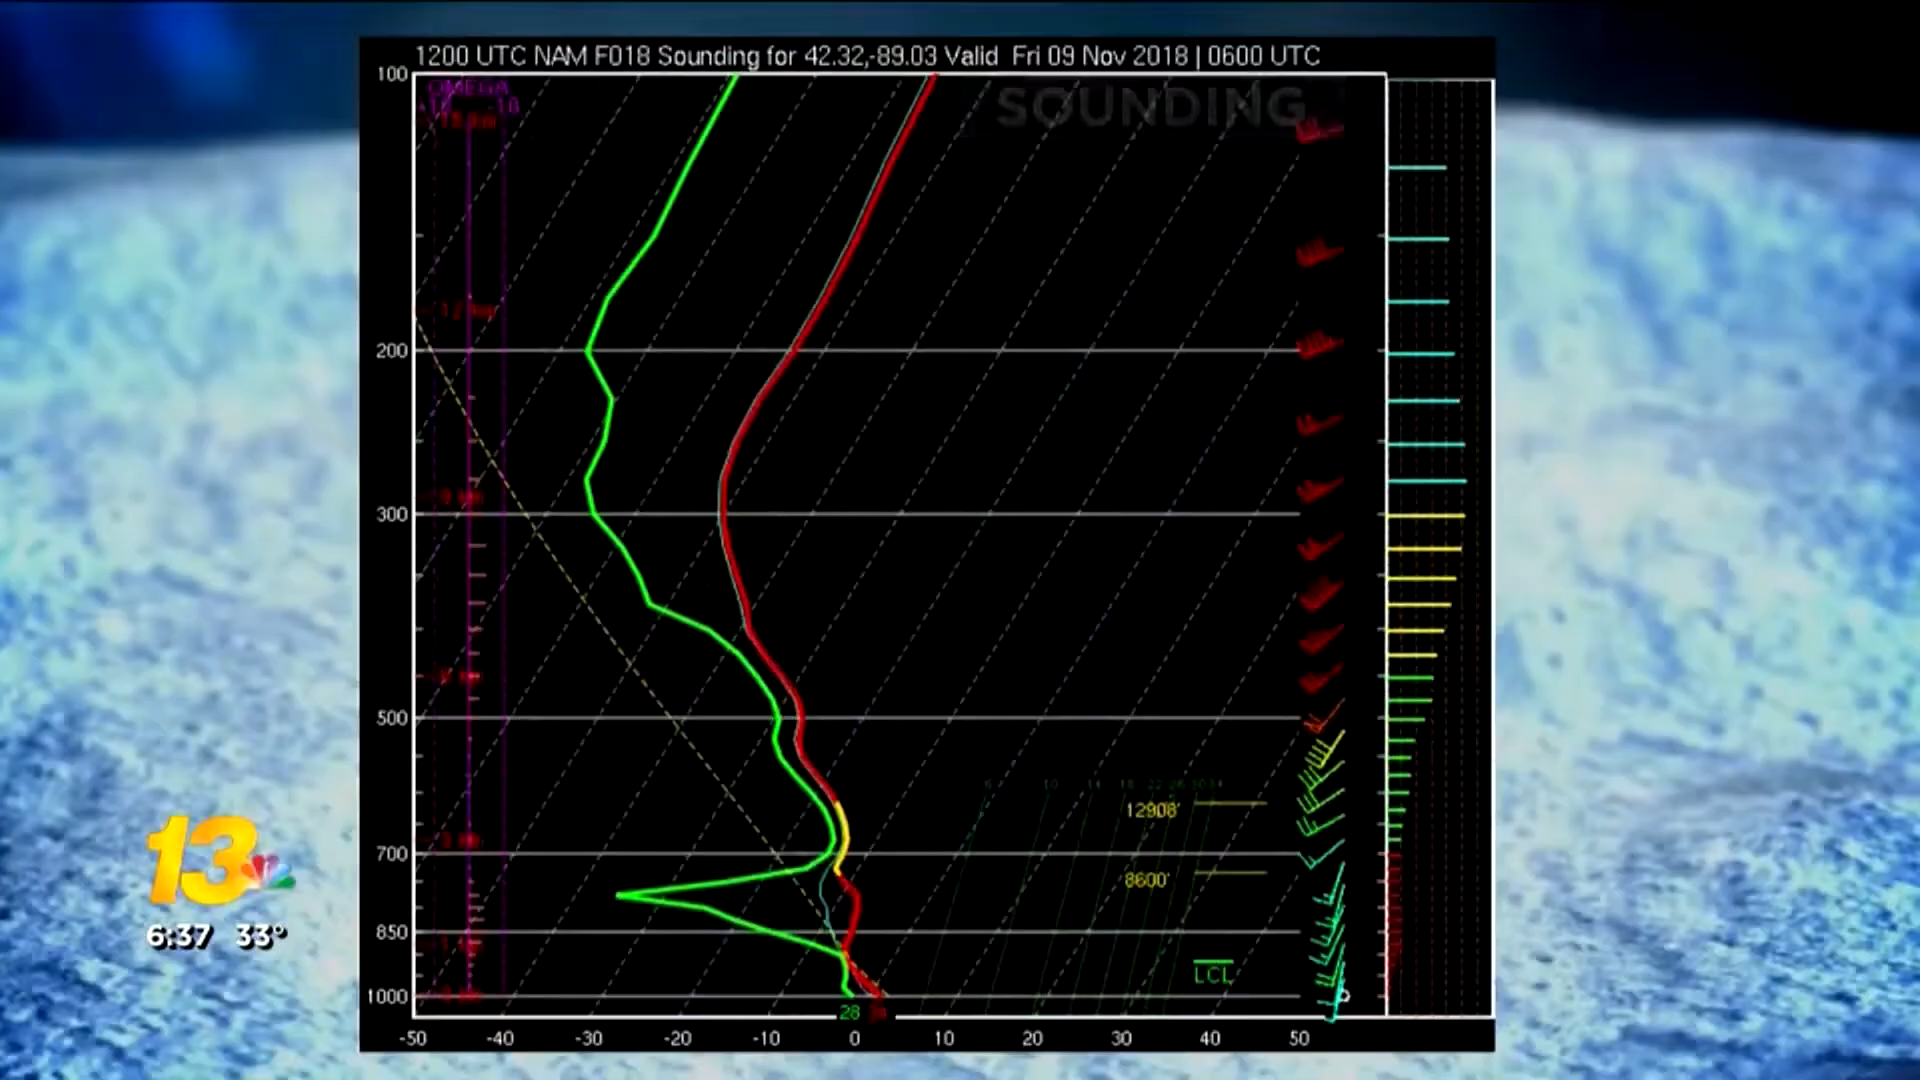 1200 UTC NAM F018 Sounding for 42.32,-89.03 Valid Fri 09 Nov 2018 | 0600 UTC
100
OMEGA
-10
SOUNDING
200
300
500
12908'
700
8600'
13
6:37 33°
850
LCL
1000
28
-50 -40 -30 -20 -10 0 10 20 30 40 50